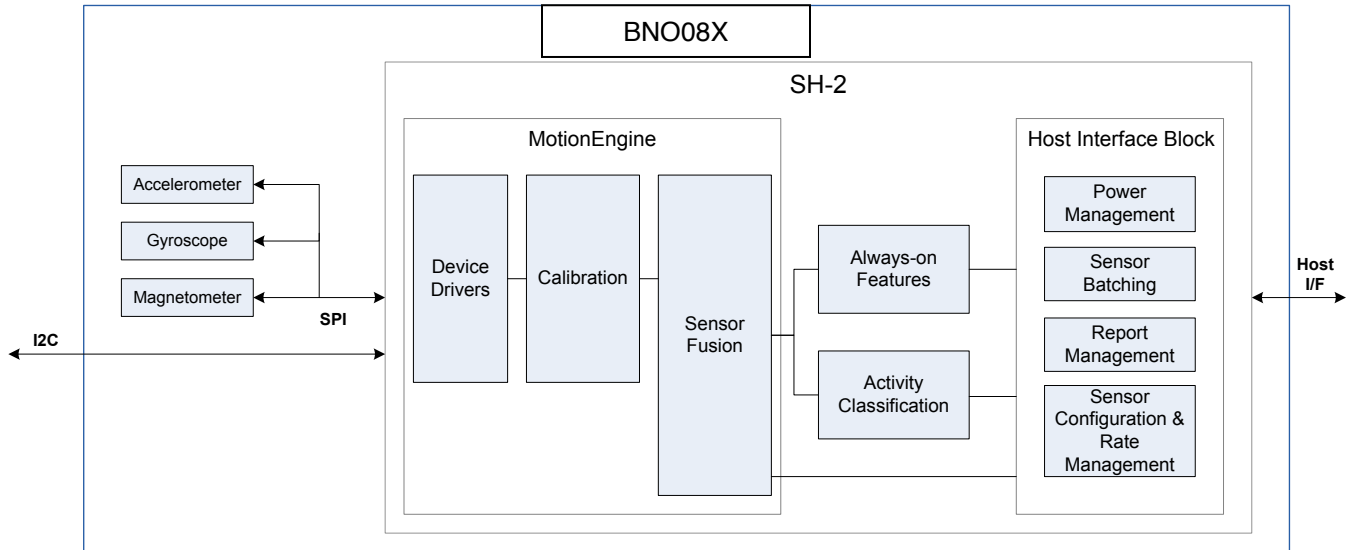 BNO08X
SH-2
MotionEngine
Host Interface Block
Accelerometer
Gyroscope
Magnetometer
SPI
I2C
Device
Drivers
Calibration
Sensor
Fusion
Always-on
Features
Activity
Classification
Power
Management
Sensor
Batching
Report
Management
Sensor
Configuration &
Rate
Management
Host
I/F